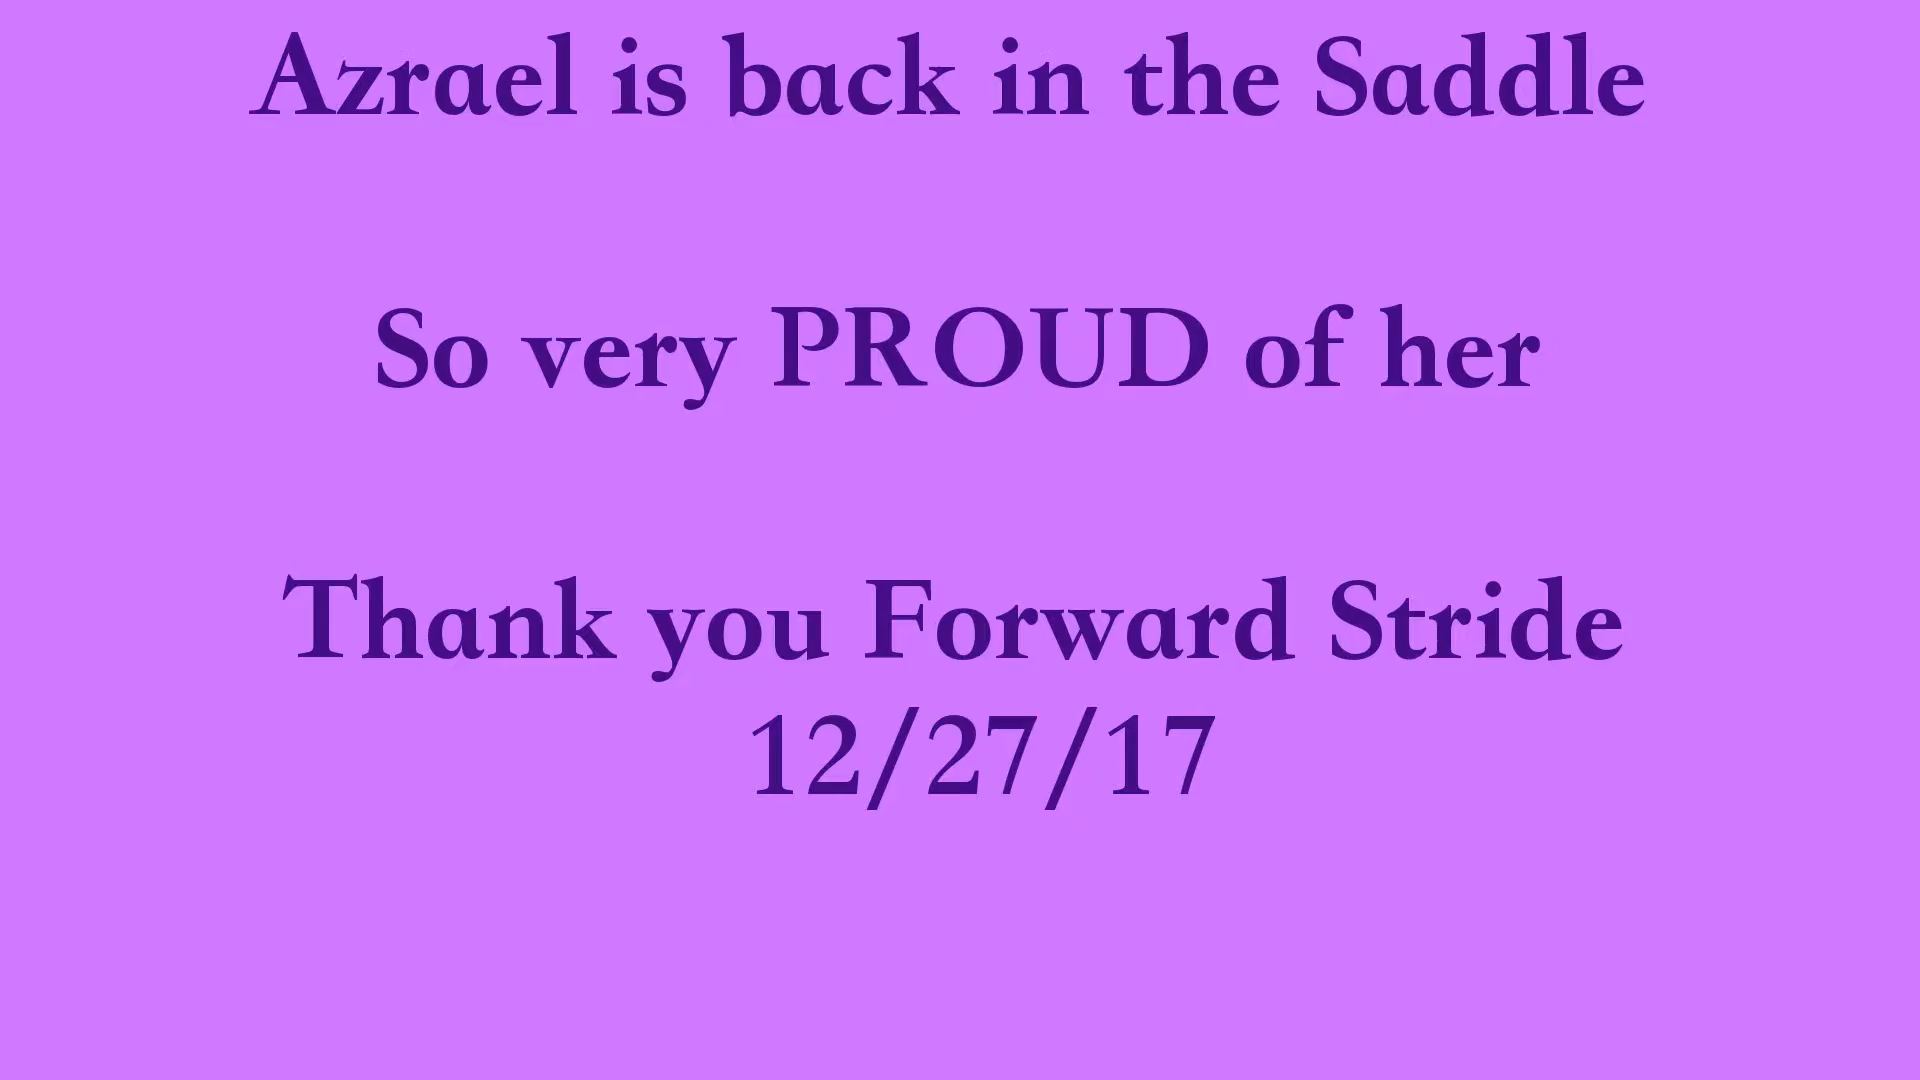 Azrael is back in the Saddle
So very PROUD of her
Thank you Forward Stride
12/27/17